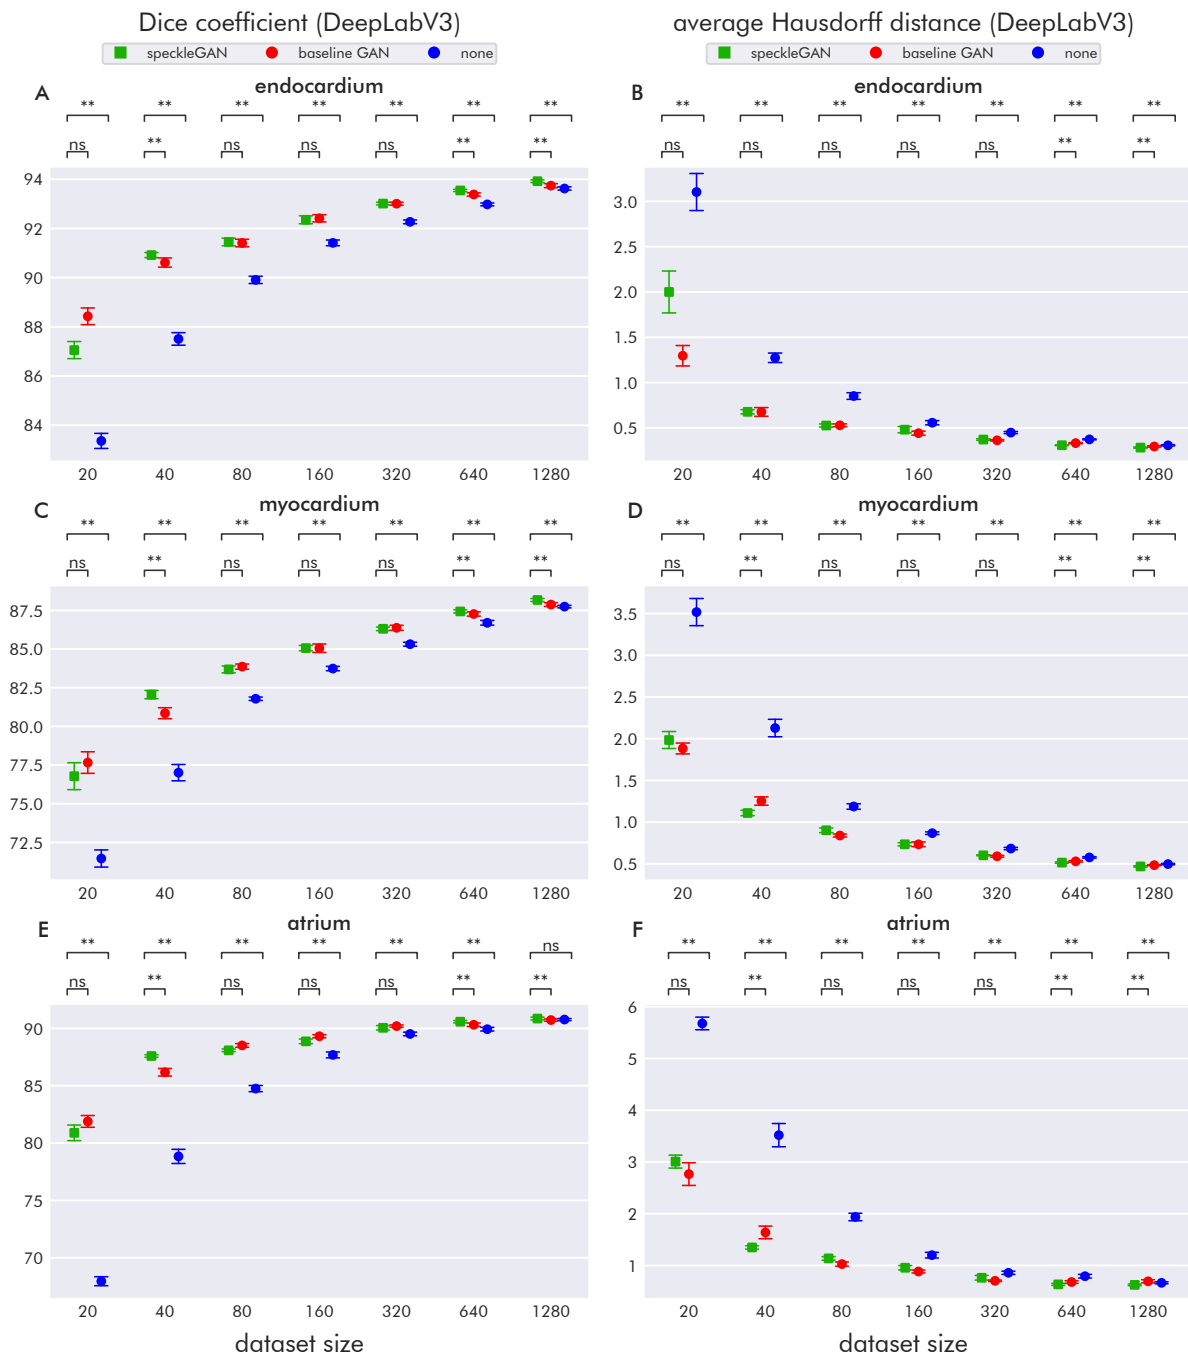 Dice coefficient (DeepLabV3)
speckleGAN baseline GAN none
A endocardium
** ** ** ** ** ** **
ns ** ns ns ns ** **
94
92
90
88
86
84
20 40 80 160 320 640 1280
C myocardium
** ** ** ** ** ** **
ns ** ns ns ns ** **
87.5
85.0
82.5
80.0
77.5
75.0
72.5
20 40 80 160 320 640 1280
E atrium
** ** ** ** ** ** ns
ns ** ns ns ns ** **
90
85
80
75
70
20 40 80 160 320 640 1280
dataset size
average Hausdorff distance (DeepLabV3)
speckleGAN baseline GAN none
B endocardium
** ** ** ** ** ** **
ns ns ns ns ns ** **
3.0
2.5
2.0
1.5
1.0
0.5
20 40 80 160 320 640 1280
D myocardium
** ** ** ** ** ** **
ns ** ns ns ns ** **
3.5
3.0
2.5
2.0
1.5
1.0
0.5
20 40 80 160 320 640 1280
F atrium
** ** ** ** ** ** **
ns ** ns ns ns ** **
6
5
4
3
2
1
20 40 80 160 320 640 1280
dataset size